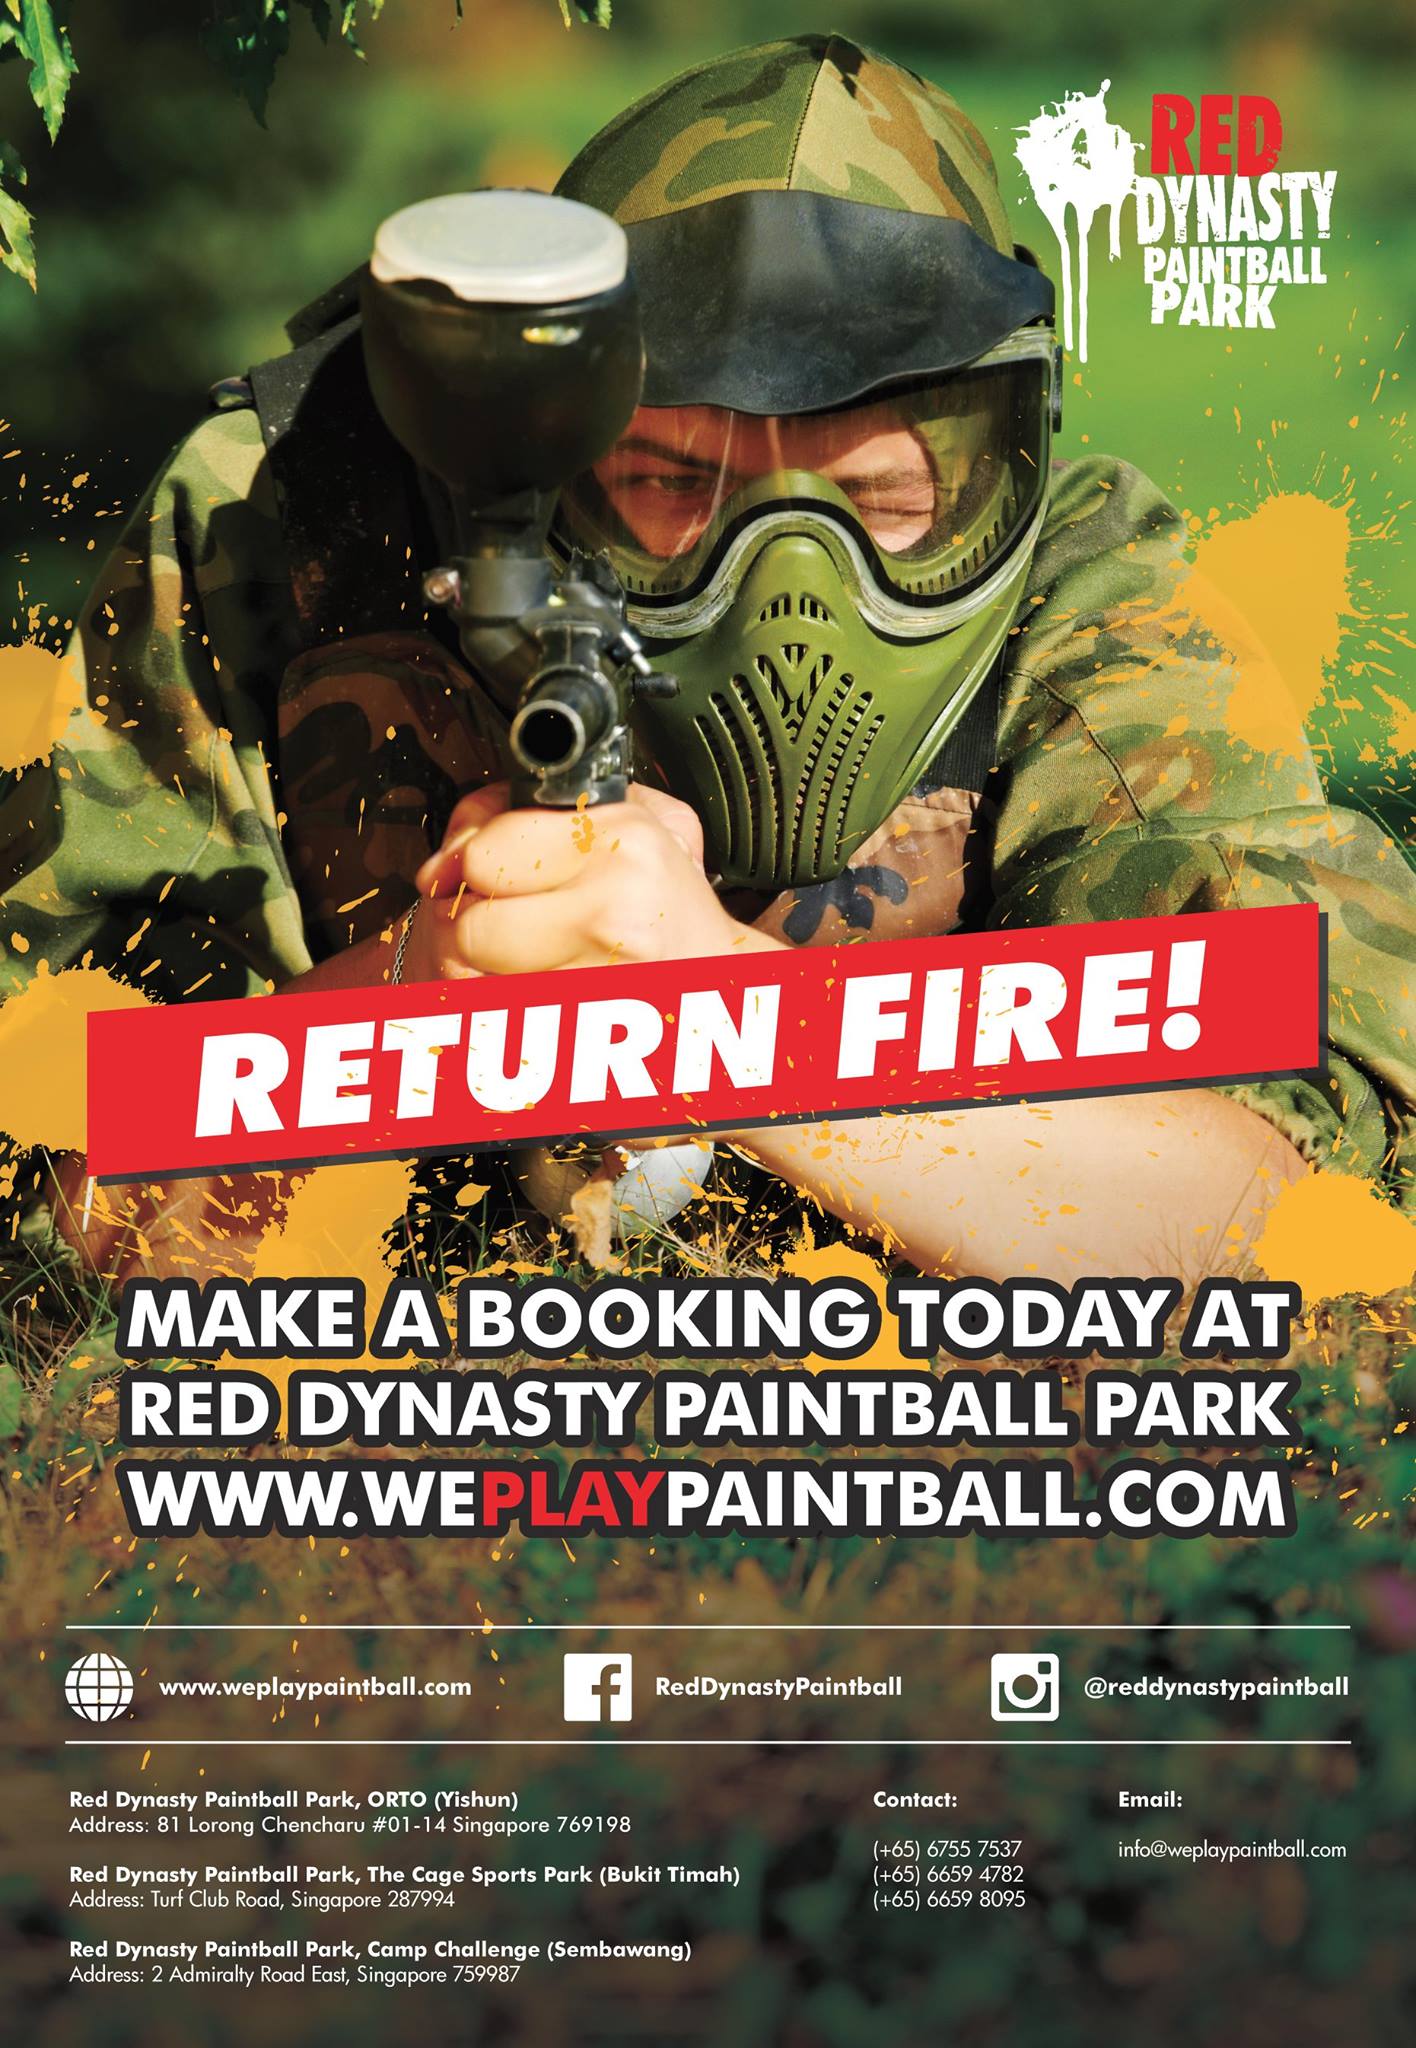 RED
DYNASTY
PAINTBALL
PARK
RETURN FIRE!
MAKE A BOOKING TODAY AT
RED DYNASTY PAINTBALL PARK
WWW.WEPLAYPAINTBALL.COM
www.weplaypaintball.com
RedDynastyPaintball
@reddynastypaintball
Red Dynasty Paintball Park, ORTO (Yishun)
Address: 81 Lorong Chencharu #01-14 Singapore 769198
Red Dynasty Paintball Park, The Cage Sports Park (Bukit Timah)
Address: Turf Club Road, Singapore 287994
Red Dynasty Paintball Park, Camp Challenge (Sembawang)
Address: 2 Admiralty Road East, Singapore 759987
Contact:
(+65) 6755 7537
(+65) 6659 4782
(+65) 6659 8095
Email:
info@weplaypaintball.com